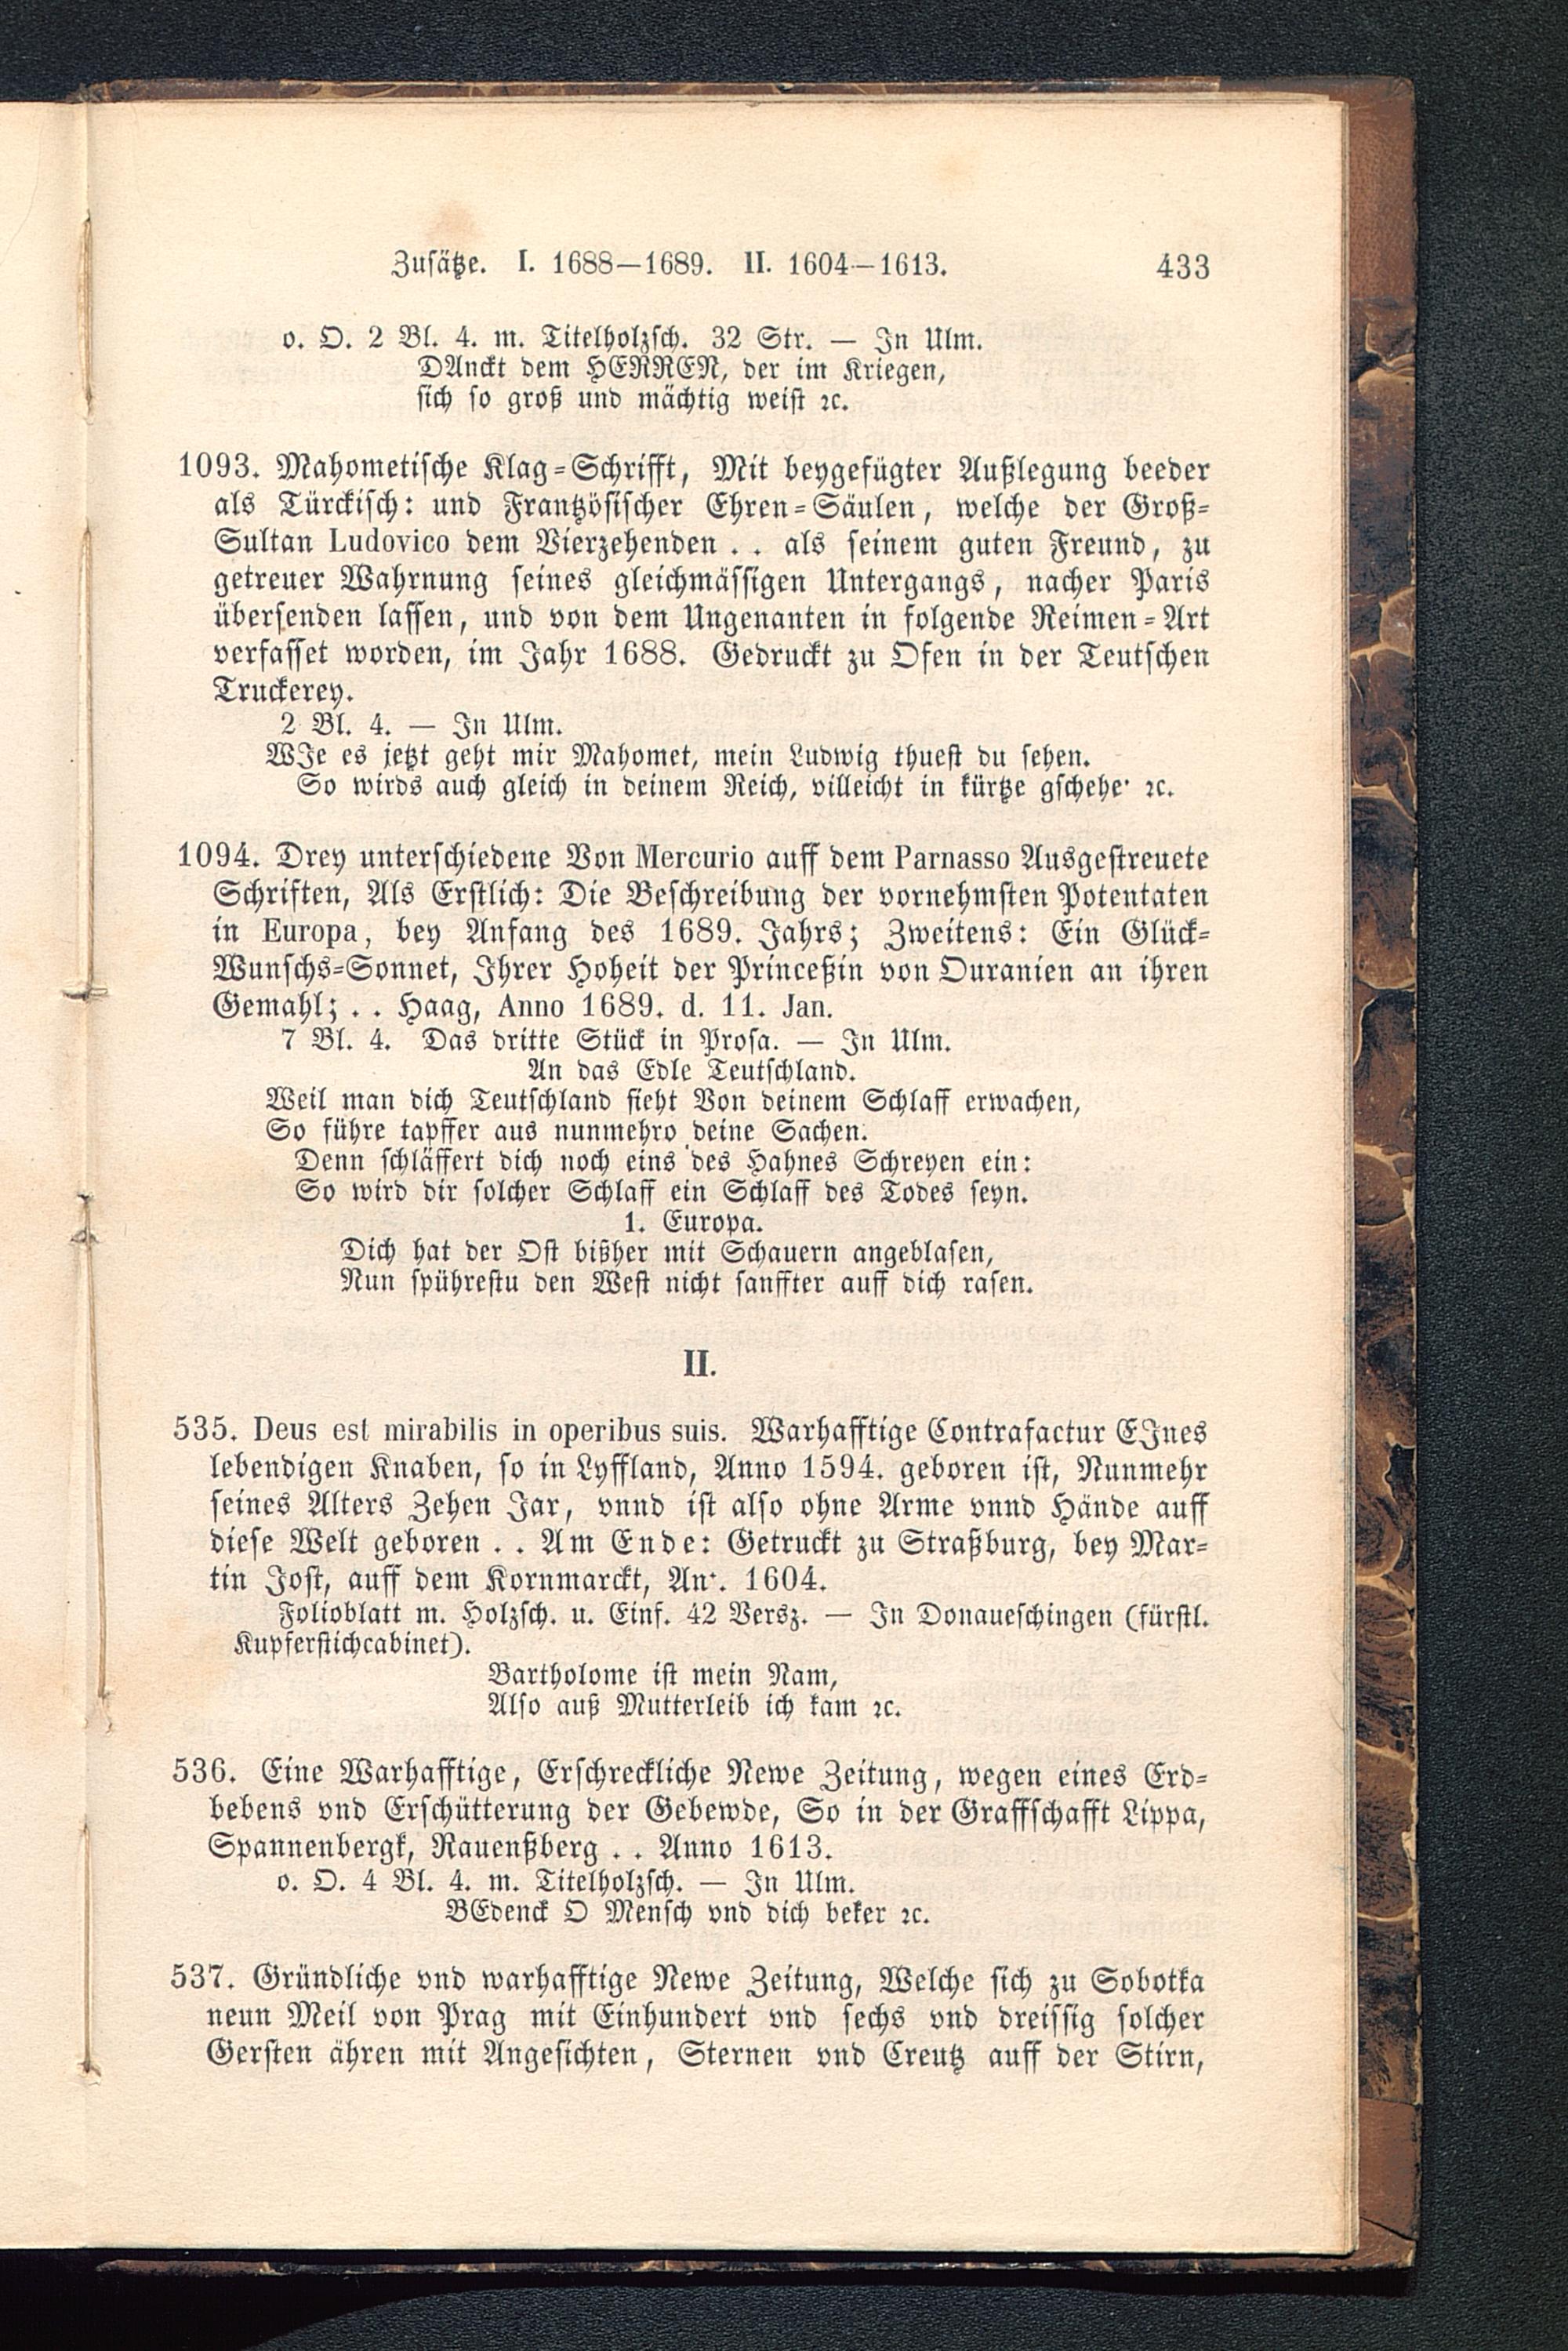 Zusätze. I. 1688—1689. II. 1604—1613. 433
o. O. 2 Bl. 4. m. Titelholzsch. 32 Str. — In Ulm.
DAnckt dem HERREN, der im Kriegen,
sich so groß und mächtig weist ꝛc.
1093. Mahometische Klag-Schrifft, Mit beygefügter Außlegung beeder
als Türckisch: und Frantzösischer Ehren-Säulen, welche der Groß-
Sultan Ludovico dem Vierzehenden . . als seinem guten Freund, zu
getreuer Wahrnung seines gleichmässigen Untergangs, nacher Paris
übersenden lassen, und von dem Ungenanten in folgende Reimen-Art
verfasset worden, im Jahr 1688. Gedruckt zu Ofen in der Teutschen
Truckerey.
2 Bl. 4. — In Ulm.
WIe es jetzt geht mir Mahomet, mein Ludwig thuest du sehen.
So wirds auch gleich in deinem Reich, villeicht in kürtze gschehe· ꝛc.
1094. Drey unterschiedene Von Mercurio auff dem Parnasso Ausgestreuete
Schriften, Als Erstlich: Die Beschreibung der vornehmsten Potentaten
in Europa, bey Anfang des 1689. Jahrs; Zweitens: Ein Glück-
Wunschs-Sonnet, Ihrer Hoheit der Princeßin von Ouranien an ihren
Gemahl; . . Haag, Anno 1689. d. 11. Jan.
7 Bl. 4. Das dritte Stück in Prosa. — In Ulm.
An das Edle Teutschland.
Weil man dich Teutschland sieht Von deinem Schlaff erwachen,
So führe tapffer aus nunmehro deine Sachen.
Denn schläffert dich noch eins des Hahnes Schreyen ein:
So wird dir solcher Schlaff ein Schlaff des Todes seyn.
1. Europa.
Dich hat der Ost bißher mit Schauern angeblasen,
Nun spührestu den West nicht sanffter auff dich rasen.
II.
535. Deus est mirabilis in operibus suis. Warhafftige Contrafactur EInes
lebendigen Knaben, so in Lyffland, Anno 1594. geboren ist, Nunmehr
seines Alters Zehen Jar, vnnd ist also ohne Arme vnnd Hände auff
diese Welt geboren . . Am Ende: Getruckt zu Straßburg, bey Mar-
tin Jost, auff dem Kornmarckt, An·. 1604.
Folioblatt m. Holzsch. u. Einf. 42 Versz. — In Donaueschingen (fürstl.
Kupferstichcabinet).
Bartholome ist mein Nam,
Also auß Mutterleib ich kam ꝛc.
536. Eine Warhafftige, Erschreckliche Newe Zeitung, wegen eines Erd-
bebens vnd Erschütterung der Gebewde, So in der Graffschafft Lippa,
Spannenbergk, Rauenßberg . . Anno 1613.
o. O. 4 Bl. 4. m. Titelholzsch. — In Ulm.
BEdenck O Mensch vnd dich beker ꝛc.
537. Gründliche vnd warhafftige Newe Zeitung, Welche sich zu Sobotka
neun Meil von Prag mit Einhundert vnd sechs vnd dreissig solcher
Gersten ähren mit Angesichten, Sternen vnd Creutz auff der Stirn,